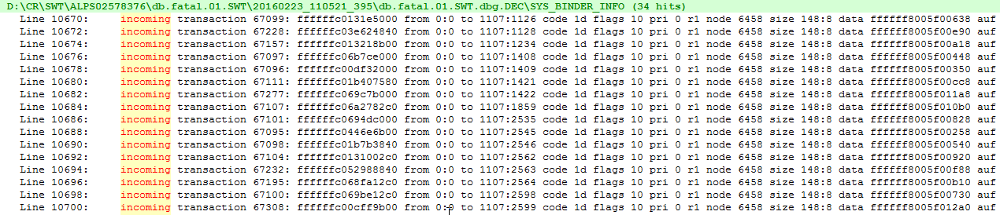 D:\CR\SWT\ALPS02578376\db.fatal.01.SWT\20160223_110521_395\db.fatal.01.SWT.dbg.DEC\SYS_BINDER_INFO (34 hits)
Line 10670: incoming transaction 67099: ffffffc0131e5000 from 0:0 to 1107:1126 code 1d flags 10 pri 0 r1 node 6458 size 148:8 data ffffff8005f00638 auf
Line 10672: incoming transaction 67228: ffffffc03e624840 from 0:0 to 1107:1128 code 1d flags 10 pri 0 r1 node 6458 size 148:8 data ffffff8005f00e90 auf
Line 10674: incoming transaction 67157: ffffffc013218b00 from 0:0 to 1107:1234 code 1d flags 10 pri 0 r1 node 6458 size 148:8 data ffffff8005f00a18 auf
Line 10676: incoming transaction 67097: ffffffc06b7ce000 from 0:0 to 1107:1408 code 1d flags 10 pri 0 r1 node 6458 size 148:8 data ffffff8005f00448 auf
Line 10678: incoming transaction 67096: ffffffc00df32000 from 0:0 to 1107:1409 code 1d flags 10 pri 0 r1 node 6458 size 148:8 data ffffff8005f00350 auf
Line 10680: incoming transaction 67111: ffffffc01b407580 from 0:0 to 1107:1421 code 1d flags 10 pri 0 r1 node 6458 size 148:8 data ffffff8005f00cc8 auf
Line 10682: incoming transaction 67277: ffffffc069c7b000 from 0:0 to 1107:1422 code 1d flags 10 pri 0 r1 node 6458 size 148:8 data ffffff8005f011a8 auf
Line 10684: incoming transaction 67107: ffffffc06a2782c0 from 0:0 to 1107:1859 code 1d flags 10 pri 0 r1 node 6458 size 148:8 data ffffff8005f010b0 auf
Line 10686: incoming transaction 67101: ffffffc0694dc000 from 0:0 to 1107:2535 code 1d flags 10 pri 0 r1 node 6458 size 148:8 data ffffff8005f00828 auf
Line 10688: incoming transaction 67095: ffffffc0446e6b00 from 0:0 to 1107:2545 code 1d flags 10 pri 0 r1 node 6458 size 148:8 data ffffff8005f00258 auf
Line 10690: incoming transaction 67098: ffffffc01b7b3840 from 0:0 to 1107:2546 code 1d flags 10 pri 0 r1 node 6458 size 148:8 data ffffff8005f00540 auf
Line 10692: incoming transaction 67104: ffffffc0131002c0 from 0:0 to 1107:2562 code 1d flags 10 pri 0 r1 node 6458 size 148:8 data ffffff8005f00920 auf
Line 10694: incoming transaction 67232: ffffffc052988840 from 0:0 to 1107:2563 code 1d flags 10 pri 0 r1 node 6458 size 148:8 data ffffff8005f00f88 auf
Line 10696: incoming transaction 67195: ffffffc068fa12c0 from 0:0 to 1107:2564 code 1d flags 10 pri 0 r1 node 6458 size 148:8 data ffffff8005f00b10 auf
Line 10698: incoming transaction 67100: ffffffc069be12c0 from 0:0 to 1107:2598 code 1d flags 10 pri 0 r1 node 6458 size 148:8 data ffffff8005f00730 auf
Line 10700: incoming transaction 67308: ffffffc00cff9b00 from 0:0 to 1107:2599 code 1d flags 10 pri 0 r1 node 6458 size 148:8 data ffffff8005f012a0 auf